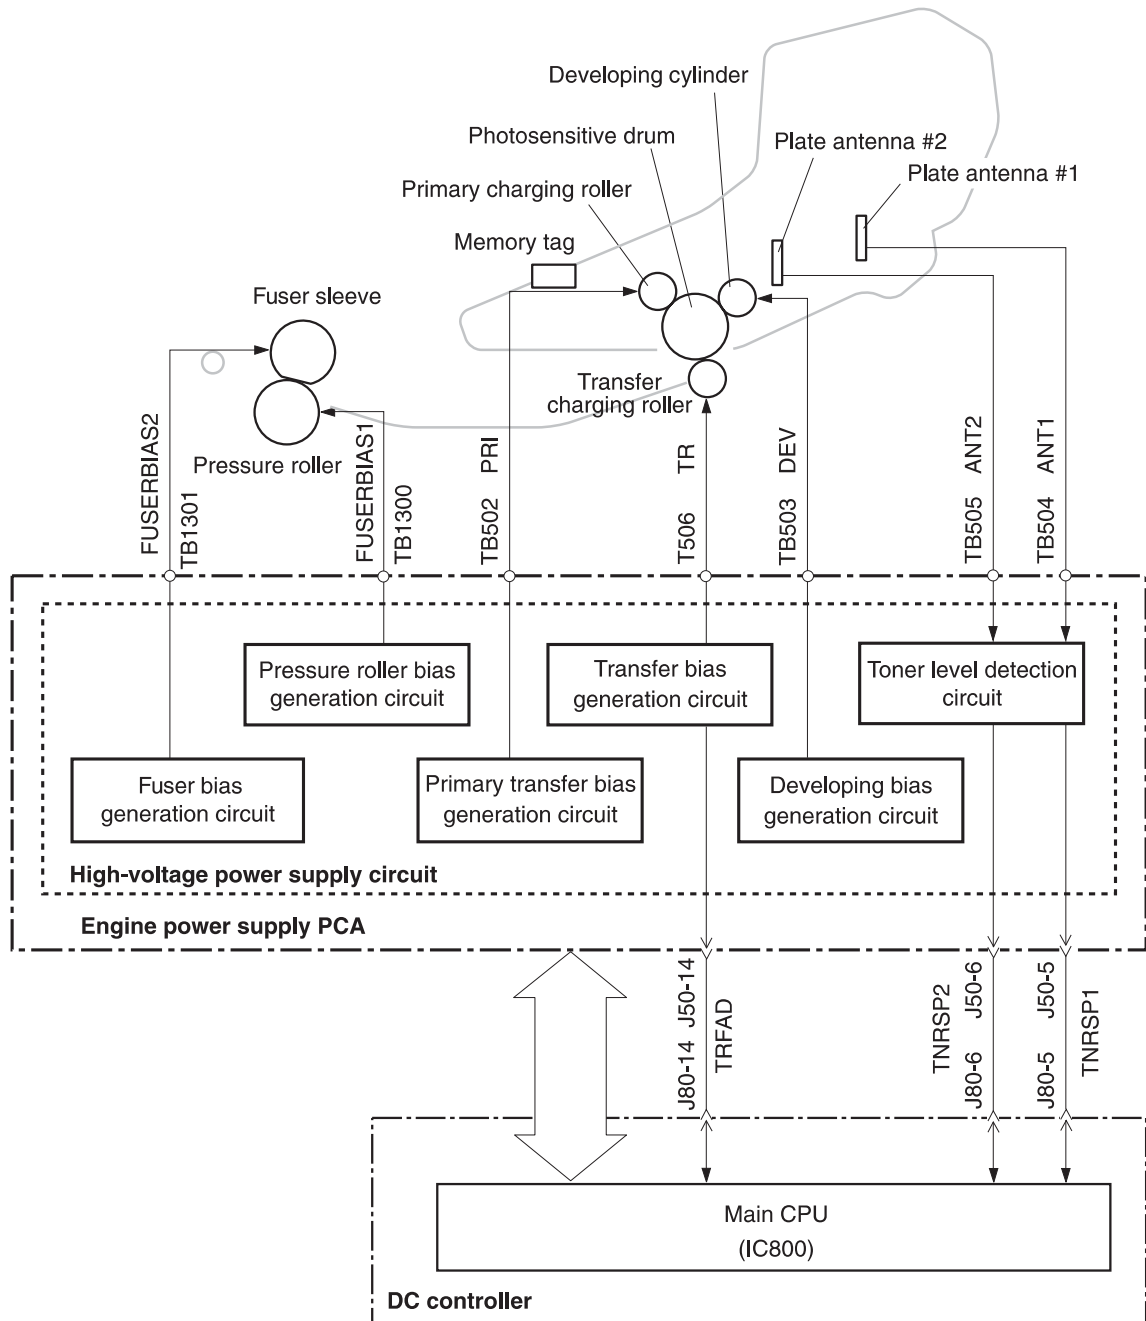 Developing cylinder
Photosensitive drum
Plate antenna #2
Plate antenna #1
Primary charging roller
Memory tag
Fuser sleeve
Transfer
charging roller
Pressure roller
FUSERBIAS2
TB1301
FUSERBIAS1
TB1300
TB502 PRI
T506 TR
TB503 DEV
TB505 ANT2
TB504 ANT1
Pressure roller bias
generation circuit
Transfer bias
generation circuit
Toner level detection
circuit
Fuser bias
generation circuit
Primary transfer bias
generation circuit
Developing bias
generation circuit
High-voltage power supply circuit
Engine power supply PCA
J80-14 J50-14
TRFAD
TNRSP2
J80-6 J50-6
J80-5 J50-5
TNRSP1
Main CPU
(IC800)
DC controller